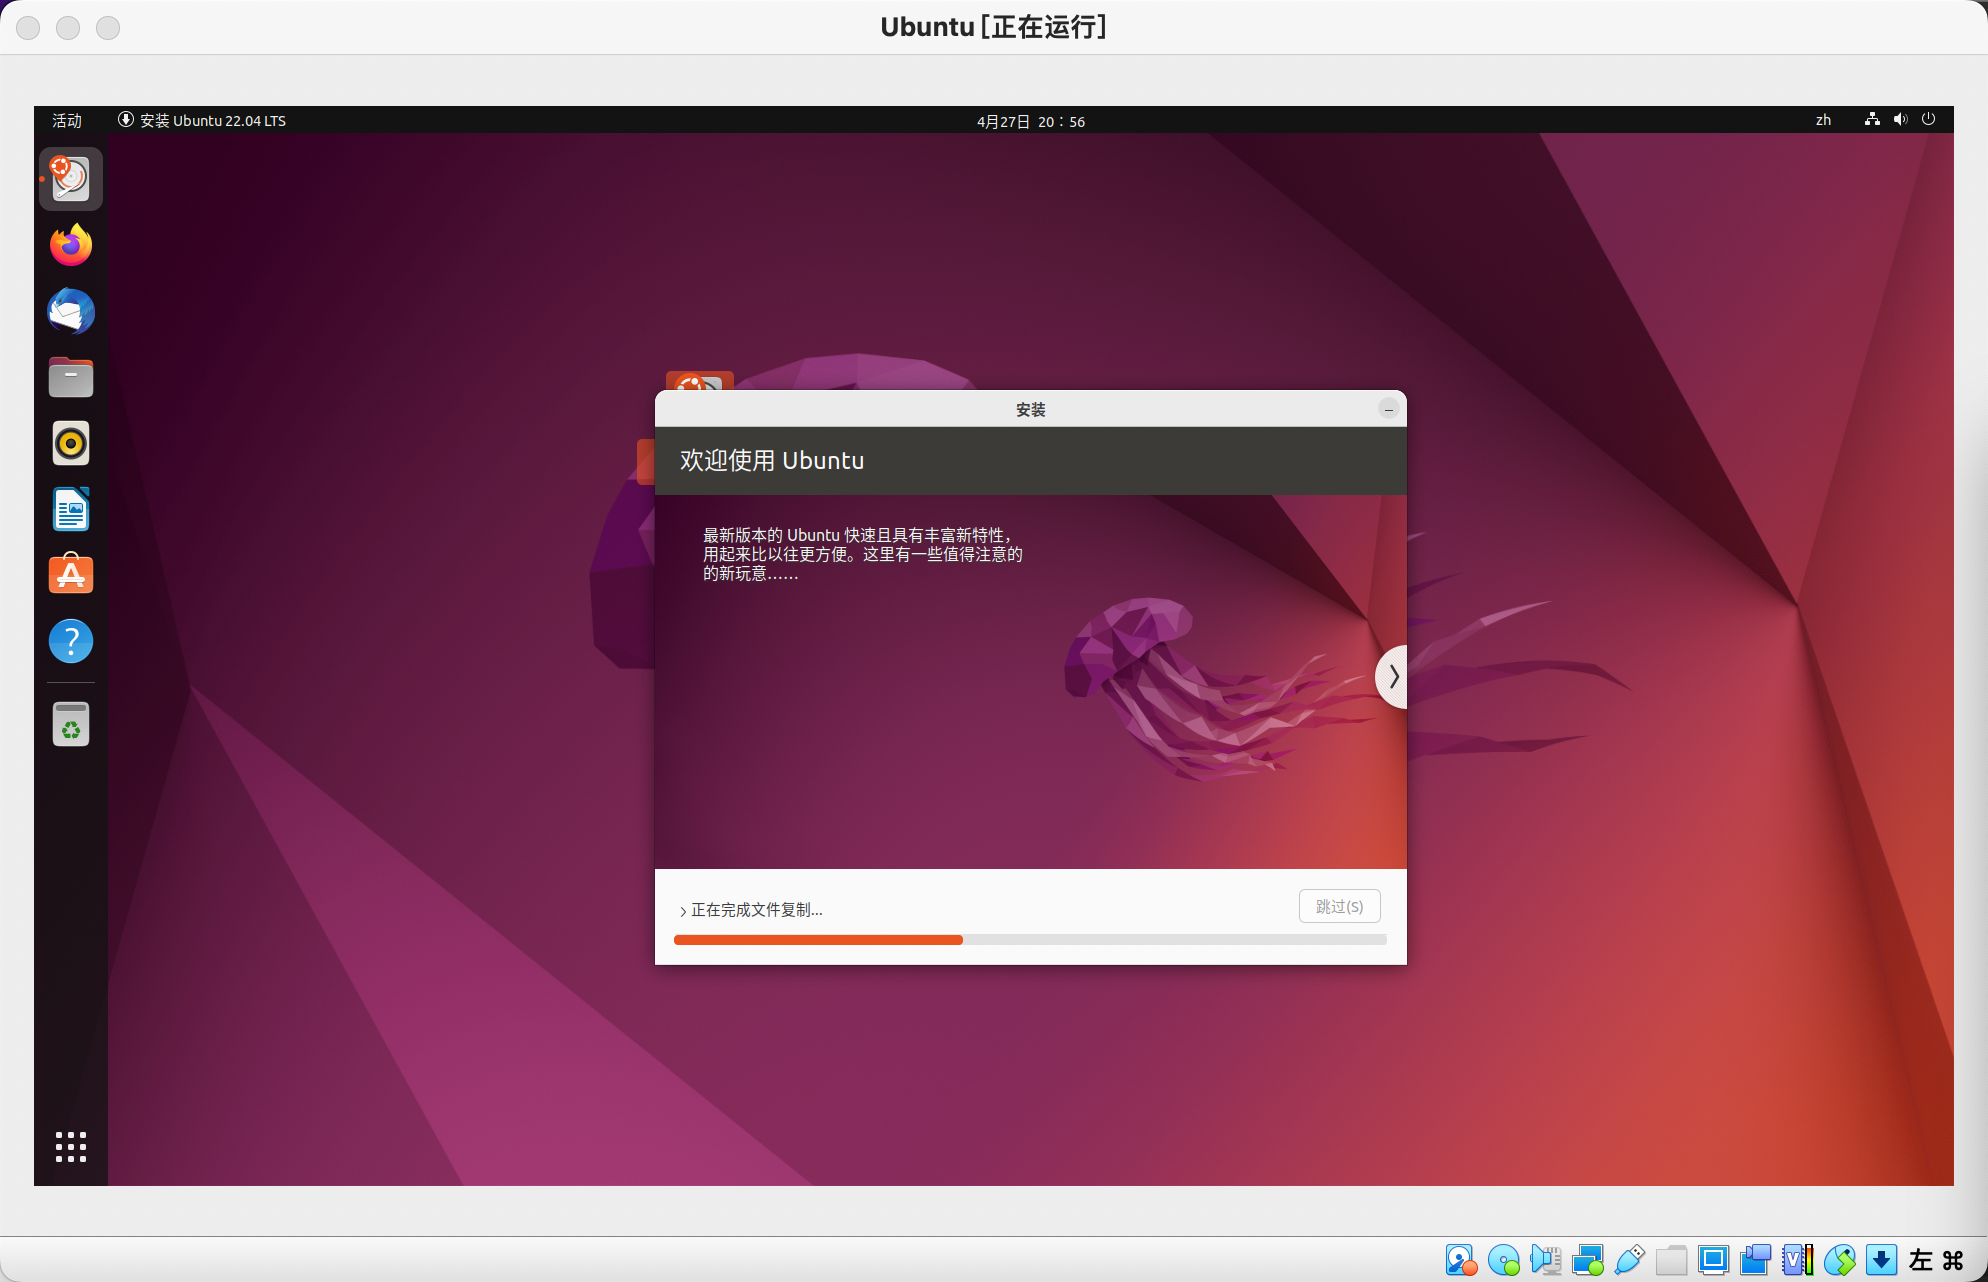 Ubuntu [正在运行]
活动
安装 Ubuntu 22.04 LTS
4月27日 20：56
zh
安装
欢迎使用 Ubuntu
最新版本的 Ubuntu 快速且具有丰富新特性，
用起来比以往更方便。这里有一些值得注意的
的新玩意……
正在完成文件复制...
跳过(S)
左 ⌘